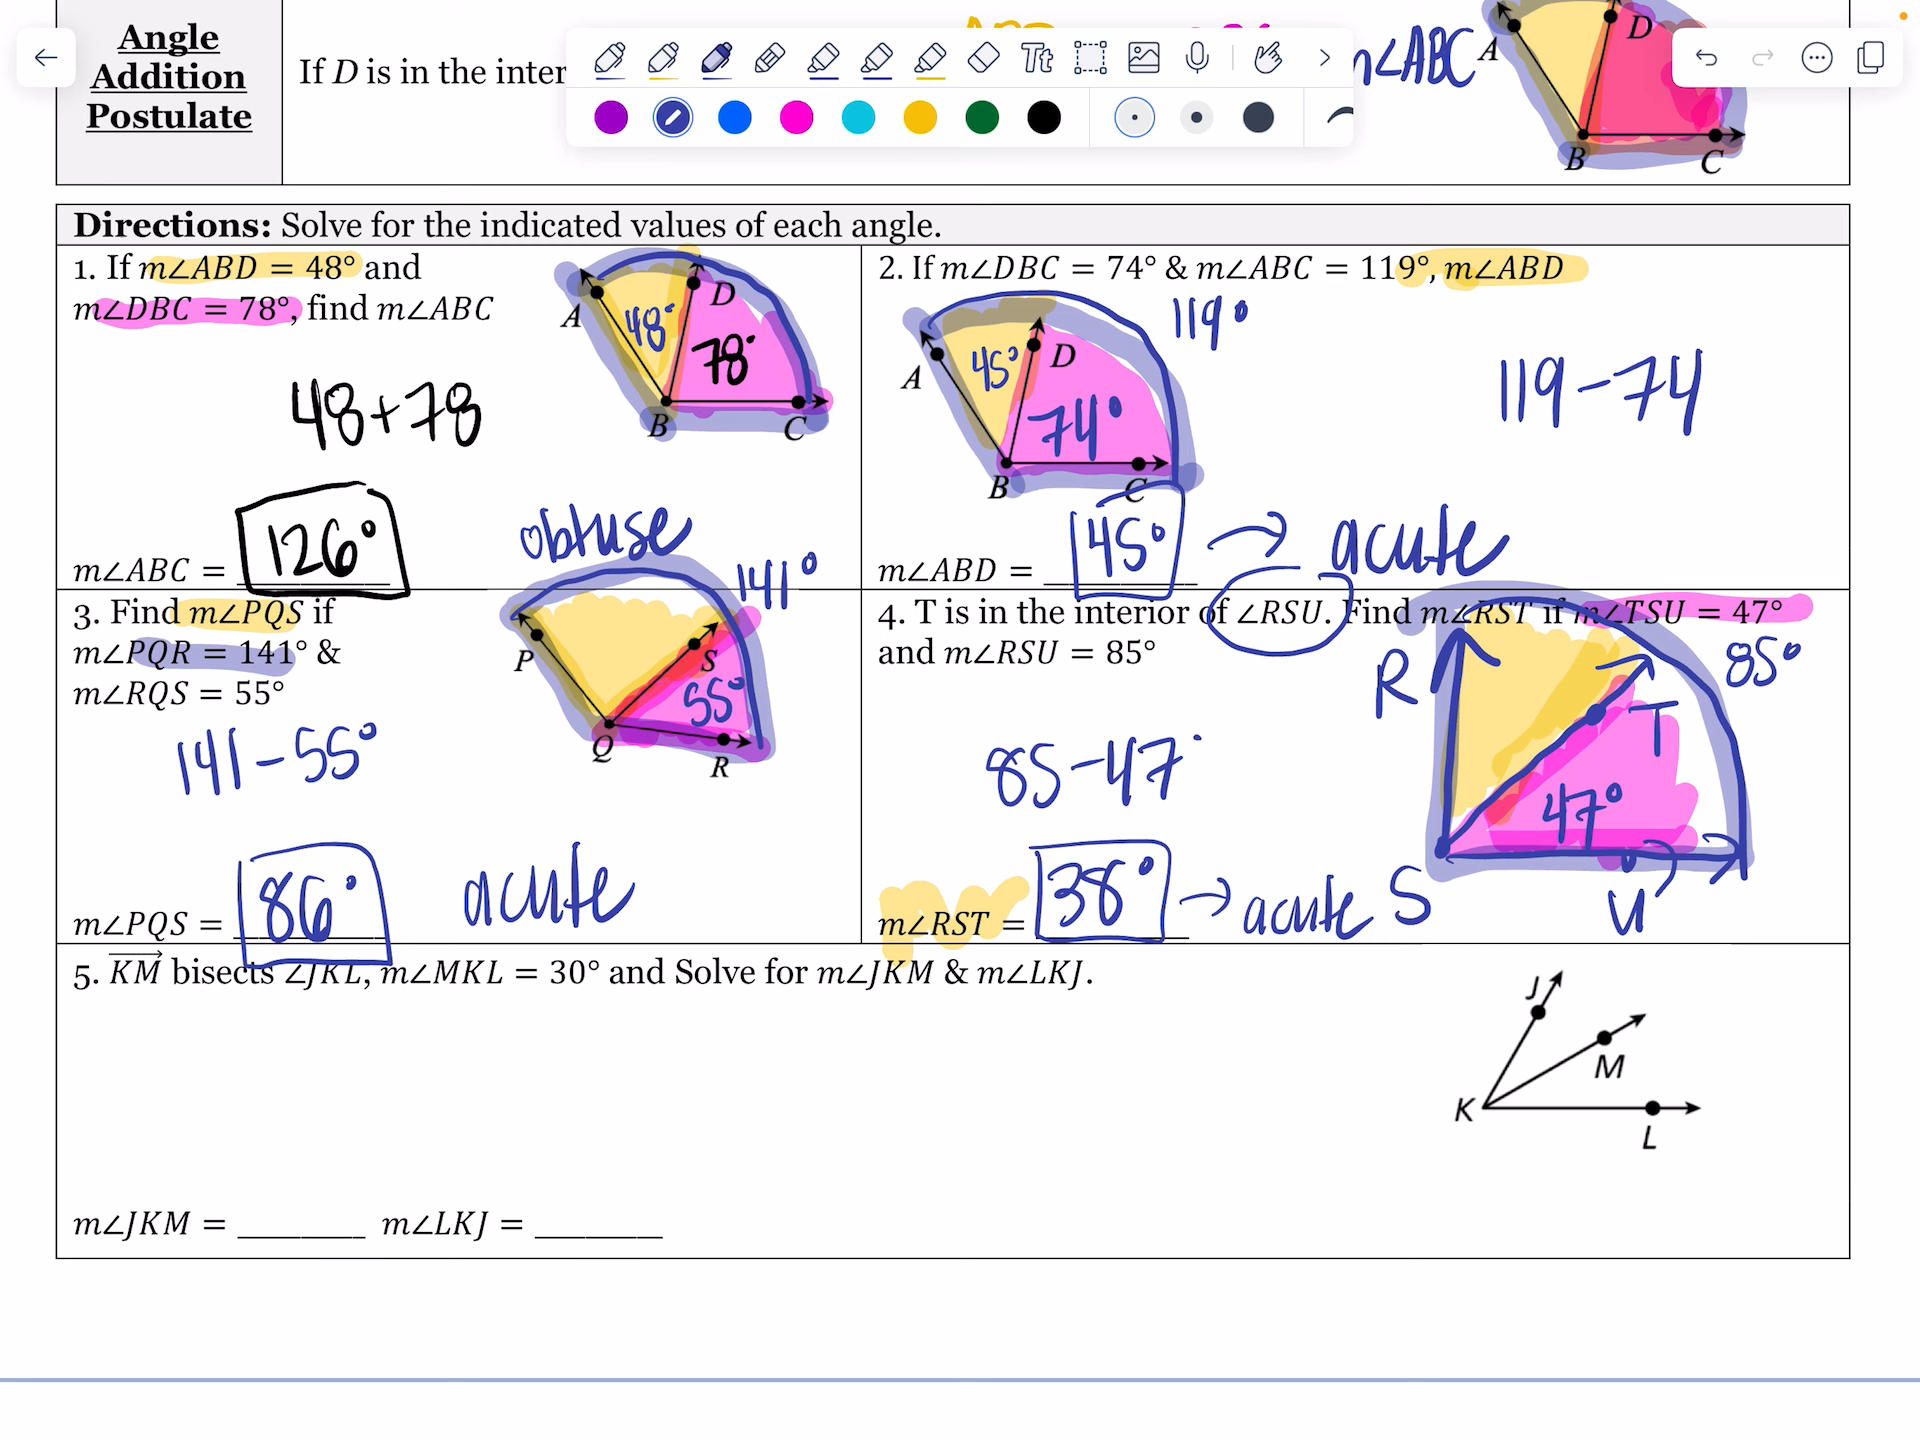 Angle
Addition
Postulate
If D is in the inter
Tt
m∠ABC
A
D
B
C
Directions: Solve for the indicated values of each angle.
1. If m∠ABD = 48° and
m∠DBC = 78°, find m∠ABC
A
D
48°
78°
B
C
48+78
m∠ABC = 126°
obtuse
2. If m∠DBC = 74° & m∠ABC = 119°, m∠ABD
119°
A
D
45°
74°
B
C
119-74
m∠ABD = 45° → acute
3. Find m∠PQS if
m∠PQR = 141° &
m∠RQS = 55°
141°
P
S
55°
Q
R
141-55°
m∠PQS = 86°
acute
4. T is in the interior of ∠RSU. Find m∠RST if m∠TSU = 47°
and m∠RSU = 85°
R
85°
T
47°
S
U
85-47
m∠RST = 38° → acute
5. KM bisects ∠JKL, m∠MKL = 30° and Solve for m∠JKM & m∠LKJ.
J
M
K
L
m∠JKM = ________ m∠LKJ = ________